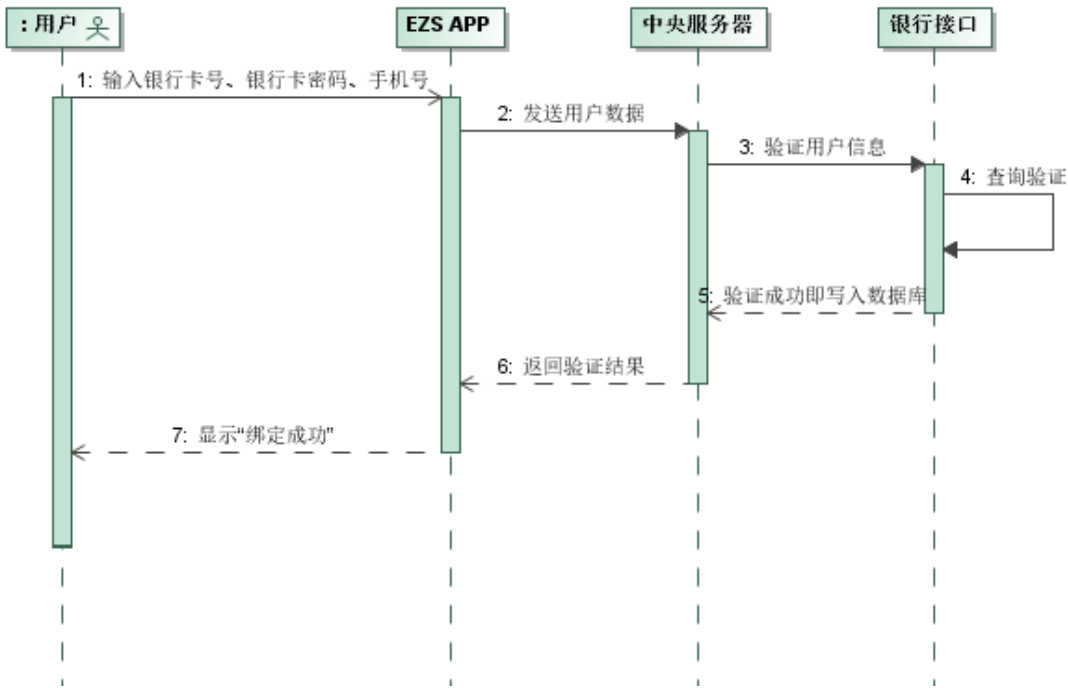 : 用户
EZS APP
中央服务器
银行接口
1: 输入银行卡号、银行卡密码、手机号
2: 发送用户数据
3: 验证用户信息
4: 查询验证
5: 验证成功即写入数据库
6: 返回验证结果
7: 显示“绑定成功”